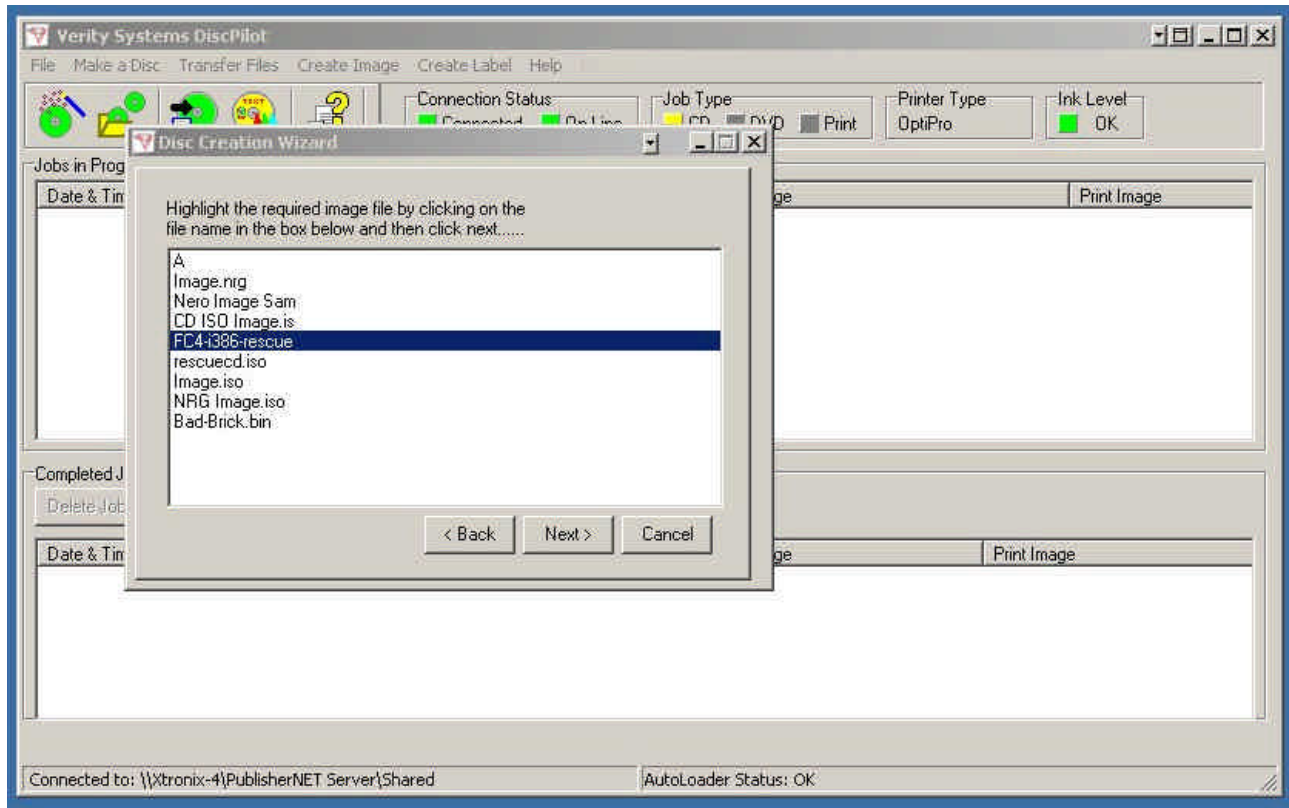 Verity Systems DiscPilot
File Make a Disc Transfer Files Create Image Create Label Help
Connection Status Job Type Printer Type Ink Level
Connected On Line CD DVD Print OptiPro OK
Disc Creation Wizard
Jobs in Prog
Date & Tim ge Print Image
Highlight the required image file by clicking on the
file name in the box below and then click next......
A
Image.nrg
Nero Image Sam
CD ISO Image.is
FC4-i386-rescue
rescuecd.iso
Image.iso
NRG Image.iso
Bad-Brick.bin
Completed J
Delete Job
< Back Next > Cancel
Date & Tim ge Print Image
Connected to: \\Xtronix-4\PublisherNET Server\Shared AutoLoader Status: OK